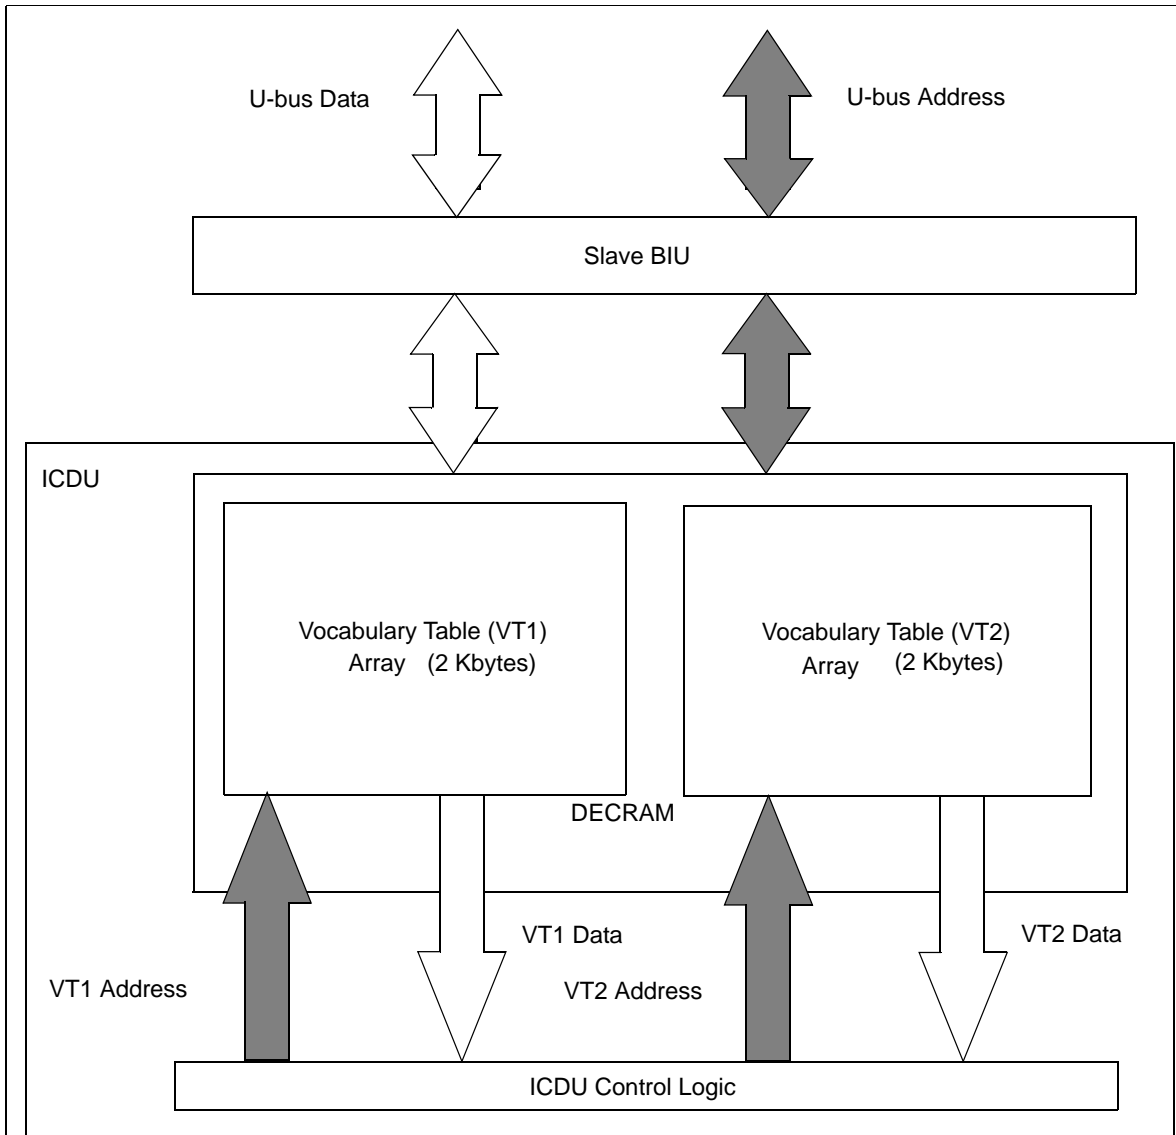 U-bus Data
U-bus Address
Slave BIU
ICDU
Vocabulary Table (VT1)
Array (2 Kbytes)
Vocabulary Table (VT2)
Array (2 Kbytes)
DECRAM
VT1 Data
VT2 Data
VT1 Address
VT2 Address
ICDU Control Logic